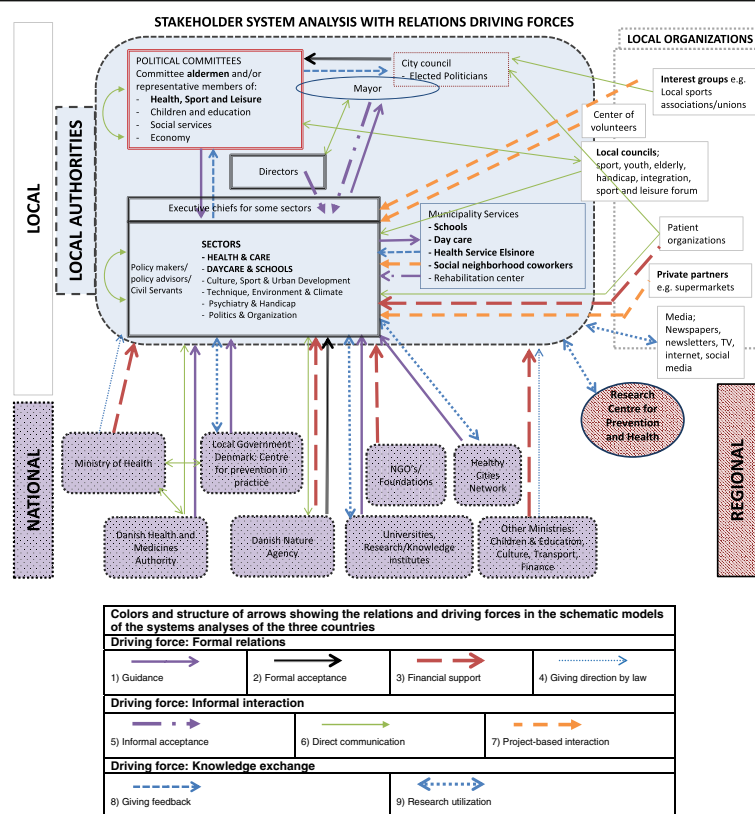 STAKEHOLDER SYSTEM ANALYSIS WITH RELATIONS DRIVING FORCES
LOCAL ORGANIZATIONS
LOCAL
LOCAL AUTHORITIES
POLITICAL COMMITTEES
Committee aldermen and/or
representative members of:
- Health, Sport and Leisure
- Children and education
- Social services
- Economy
City council
- Elected Politicians
Mayor
Directors
Executive chiefs for some sectors
Policy makers/
policy advisors/
Civil Servants
SECTORS
- HEALTH & CARE
- DAYCARE & SCHOOLS
- Culture, Sport & Urban Development
- Technique, Environment & Climate
- Psychiatry & Handicap
- Politics & Organization
Municipality Services
- Schools
- Day care
- Health Service Elsinore
- Social neighborhood coworkers
- Rehabilitation center
Interest groups e.g.
Local sports
associations/unions
Center of
volunteers
Local councils;
sport, youth, elderly,
handicap, integration,
sport and leisure forum
Patient
organizations
Private partners
e.g. supermarkets
Media;
Newspapers,
newsletters, TV,
internet, social
media
NATIONAL
Ministry of Health
Local Government
Denmark: Centre
for prevention in
practice
NGO's/
Foundations
Healthy
Cities
Network
Research
Centre for
Prevention
and Health
REGIONAL
Danish Health and
Medicines
Authority
Danish Nature
Agency
Universities,
Research/Knowledge
institutes
Other Ministries:
Children & Education,
Culture, Transport,
Finance
Colors and structure of arrows showing the relations and driving forces in the schematic models
of the systems analyses of the three countries
Driving force: Formal relations
1) Guidance
2) Formal acceptance
3) Financial support
4) Giving direction by law
Driving force: Informal interaction
5) Informal acceptance
6) Direct communication
7) Project-based interaction
Driving force: Knowledge exchange
8) Giving feedback
9) Research utilization